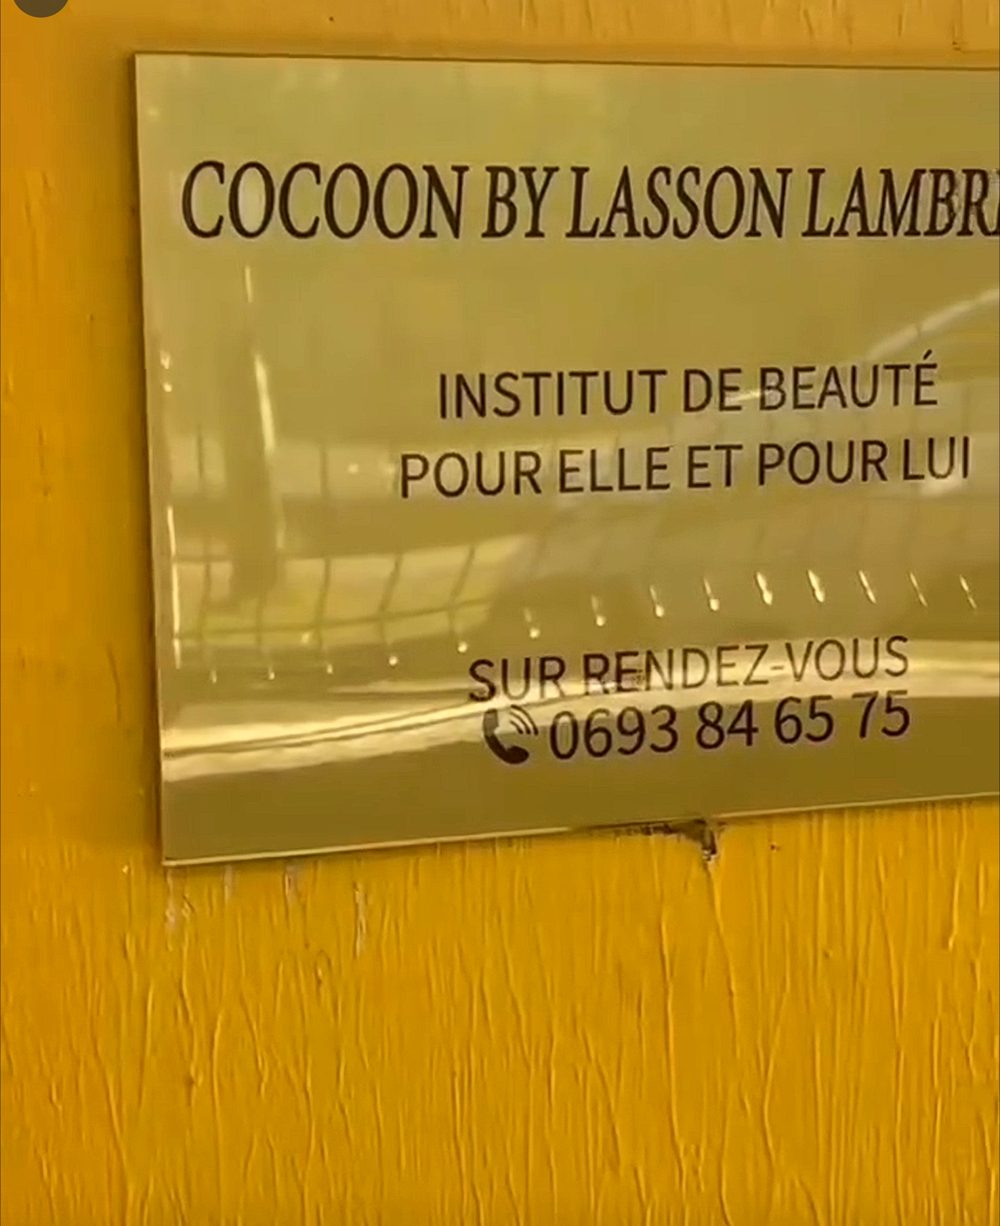 COCOON BY LASSON
INSTITUT DE BEAUTÉ
POUR ELLE ET POUR LUI
SUR RENDEZ-VOUS
0693 84 65 75